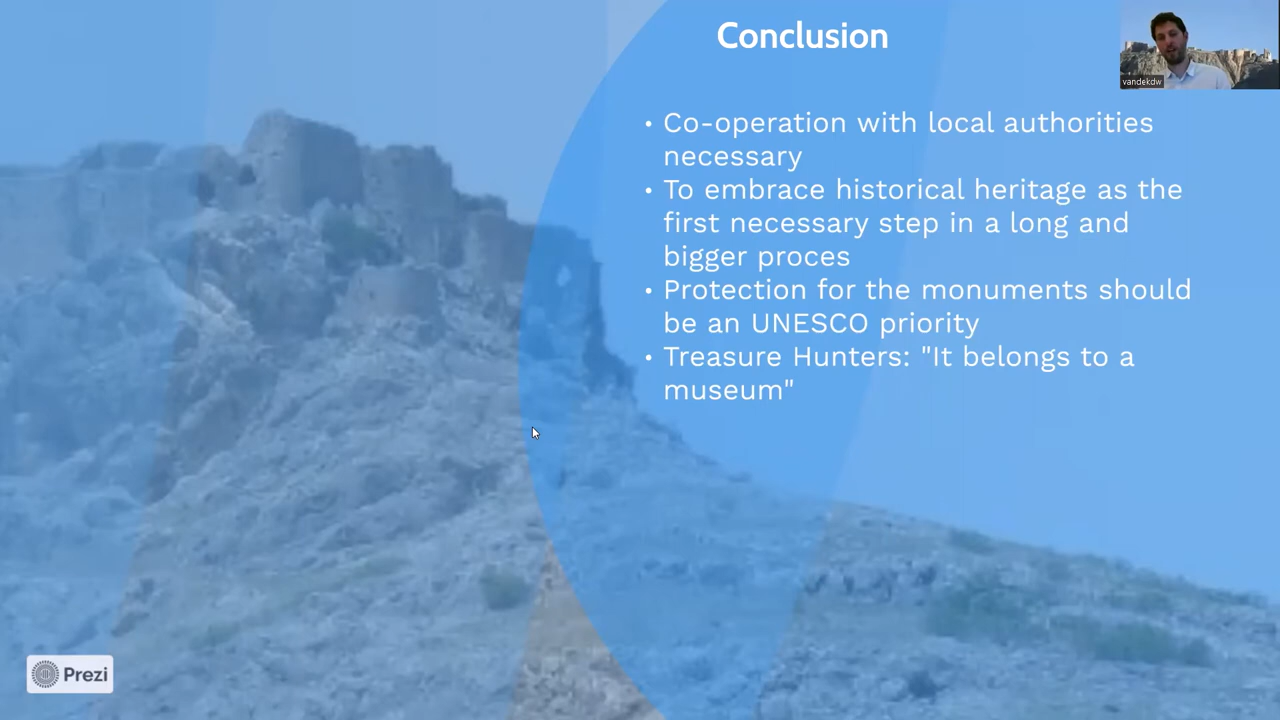 Conclusion
vandekdw
• Co-operation with local authorities
necessary
• To embrace historical heritage as the
first necessary step in a long and
bigger proces
• Protection for the monuments should
be an UNESCO priority
• Treasure Hunters: "It belongs to a
museum"
Prezi